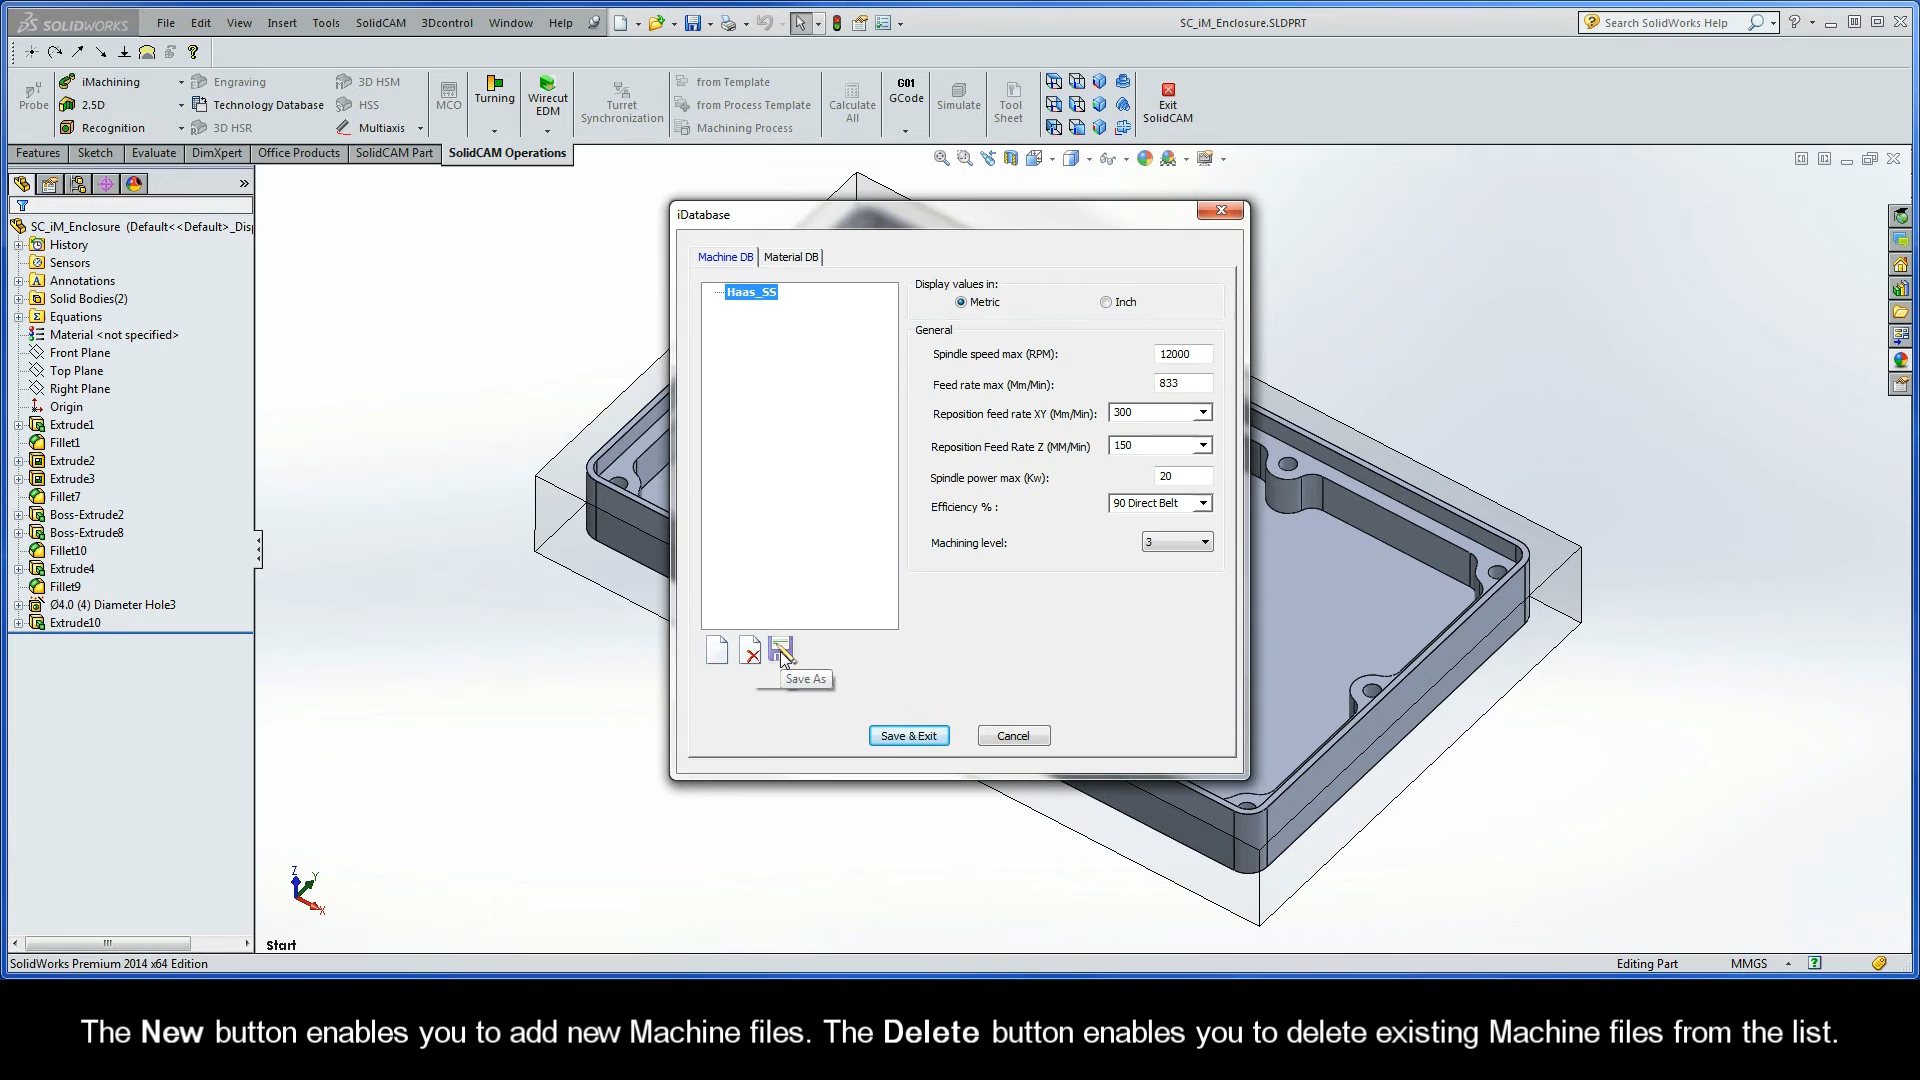 SOLIDWORKS File Edit View Insert Tools SolidCAM 3Dcontrol Window Help SC_iM_Enclosure.SLDPRT Search SolidWorks Help
Probe
iMachining
2.5D
Recognition
Engraving
Technology Database
3D HSR
3D HSM
HSS
Multiaxis
MCO
Turning
Wirecut
EDM
Turret
Synchronization
from Template
from Process Template
Machining Process
Calculate
All
G01
GCode
Simulate
Tool
Sheet
Exit
SolidCAM
Features Sketch Evaluate DimXpert Office Products SolidCAM Part SolidCAM Operations
SC_iM_Enclosure (Default<<Default>_Disp
History
Sensors
Annotations
Solid Bodies(2)
Equations
Material <not specified>
Front Plane
Top Plane
Right Plane
Origin
Extrude1
Fillet1
Extrude2
Extrude3
Fillet7
Boss-Extrude2
Boss-Extrude8
Fillet10
Extrude4
Fillet9
Ø4.0 (4) Diameter Hole3
Extrude10
iDatabase
Machine DB Material DB
Haas_SS
Display values in:
Metric Inch
General
Spindle speed max (RPM): 12000
Feed rate max (Mm/Min): 833
Reposition feed rate XY (Mm/Min): 300
Reposition Feed Rate Z (MM/Min) 150
Spindle power max (Kw): 20
Efficiency % : 90 Direct Belt
Machining level: 3
Save As
Save & Exit Cancel
Z
Y
X
Start
SolidWorks Premium 2014 x64 Edition Editing Part MMGS
The New button enables you to add new Machine files. The Delete button enables you to delete existing Machine files from the list.